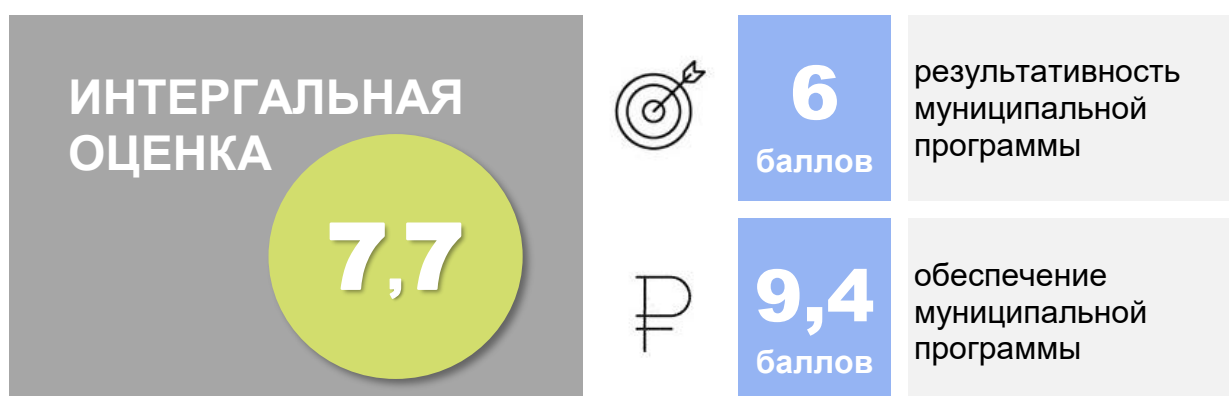 ИНТЕРГАЛЬНАЯ
ОЦЕНКА
7,7
6
баллов
результативность
муниципальной
программы
9,4
баллов
обеспечение
муниципальной
программы